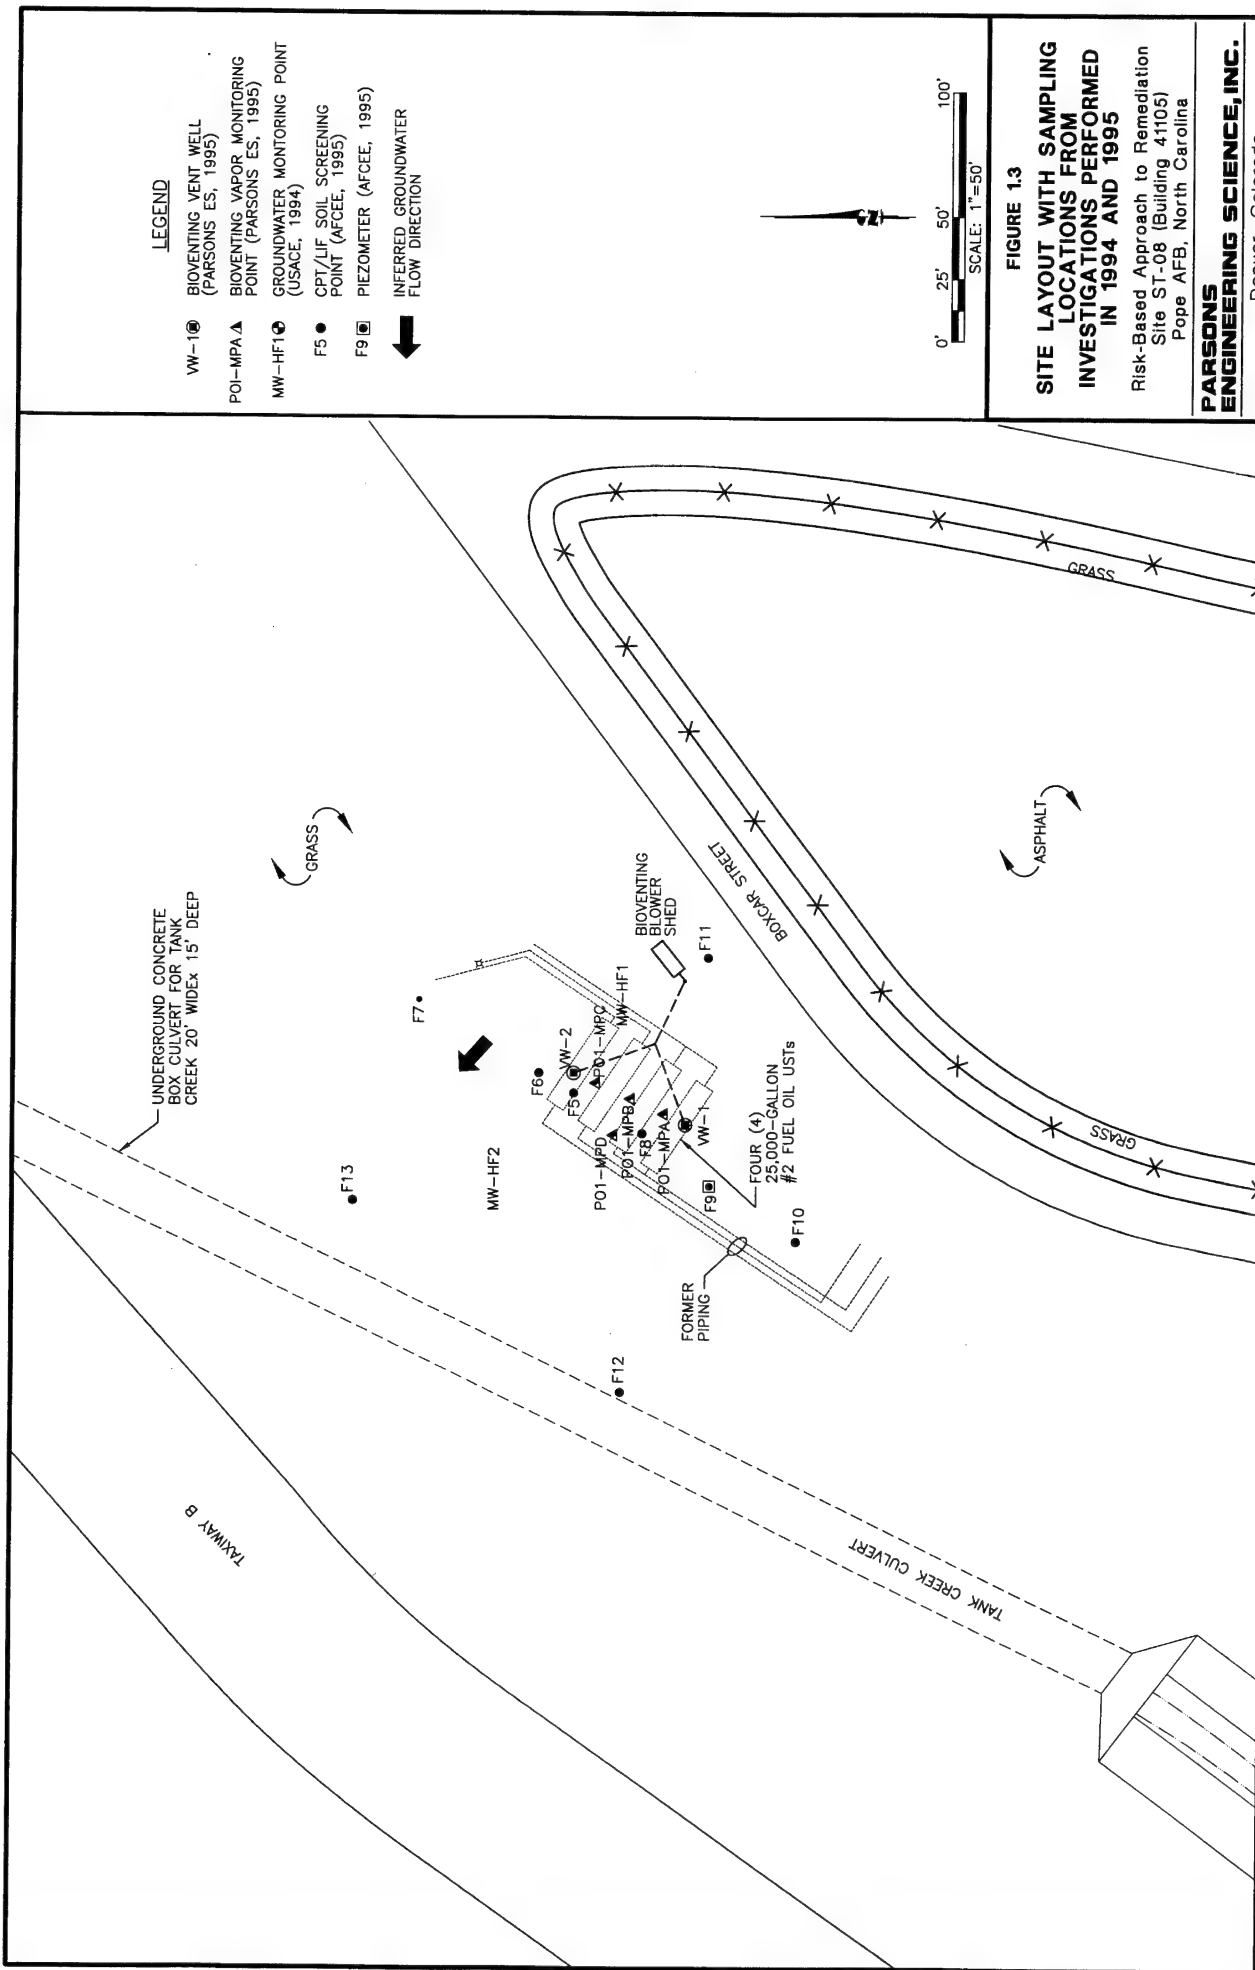 LEGEND
VW-1
BIOVENTING VENT WELL
(PARSONS ES, 1995)
POI-MPA
BIOVENTING VAPOR MONITORING
POINT (PARSONS ES, 1995)
MW-HF1
GROUNDWATER MONITORING POINT
(USACE, 1994)
F5
CPT/LIF SOIL SCREENING
POINT (AFCEE, 1995)
F9
PIEZOMETER (AFCEE, 1995)
INFERRED GROUNDWATER
FLOW DIRECTION
0'
25'
50'
100'
SCALE: 1"=50'
FIGURE 1.3
SITE LAYOUT WITH SAMPLING
LOCATIONS FROM
INVESTIGATIONS PERFORMED
IN 1994 AND 1995
Risk-Based Approach to Remediation
Site ST-08 (Building 41105)
Pope AFB, North Carolina
PARSONS
ENGINEERING SCIENCE, INC.
UNDERGROUND CONCRETE
BOX CULVERT FOR TANK
CREEK 20' WIDEx 15' DEEP
GRASS
GRASS
GRASS
ASPHALT
BOXCAR STREET
BIOVENTING
BLOWER
SHED
F11
F7
F6
VW-2
F5
PO1-MPC
MW-HF1
F13
MW-HF2
PO1-MPD
PO1-MPB
F8
PO1-MPA
VW-1
F9
FOUR (4)
25,000-GALLON
#2 FUEL OIL USTs
F10
FORMER
PIPING
F12
TAXIWAY B
TANK CREEK CULVERT